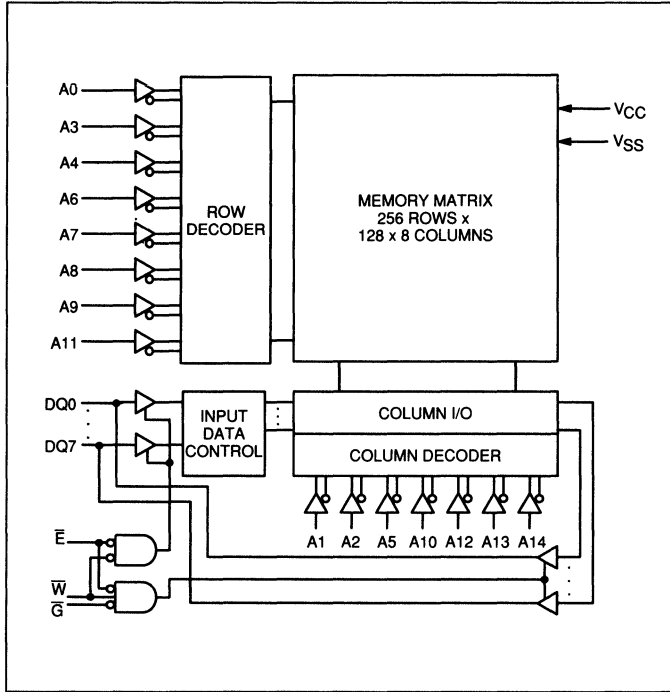 A0
A3
A4
A6
A7
A8
A9
A11
ROW
DECODER
MEMORY MATRIX
256 ROWS x
128 x 8 COLUMNS
VCC
VSS
DQ0
DQ7
INPUT
DATA
CONTROL
COLUMN I/O
COLUMN DECODER
A1 A2 A5 A10 A12 A13 A14
E̅
W̅
G̅